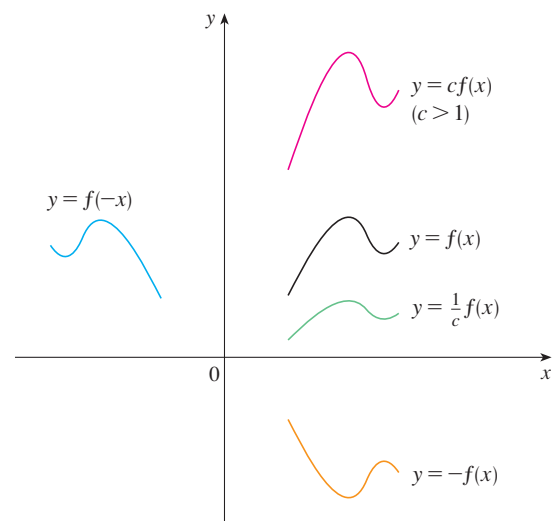 y
y = cf(x)
(c > 1)
y = f(−x)
y = f(x)
y = 1/c f(x)
0
x
y = −f(x)